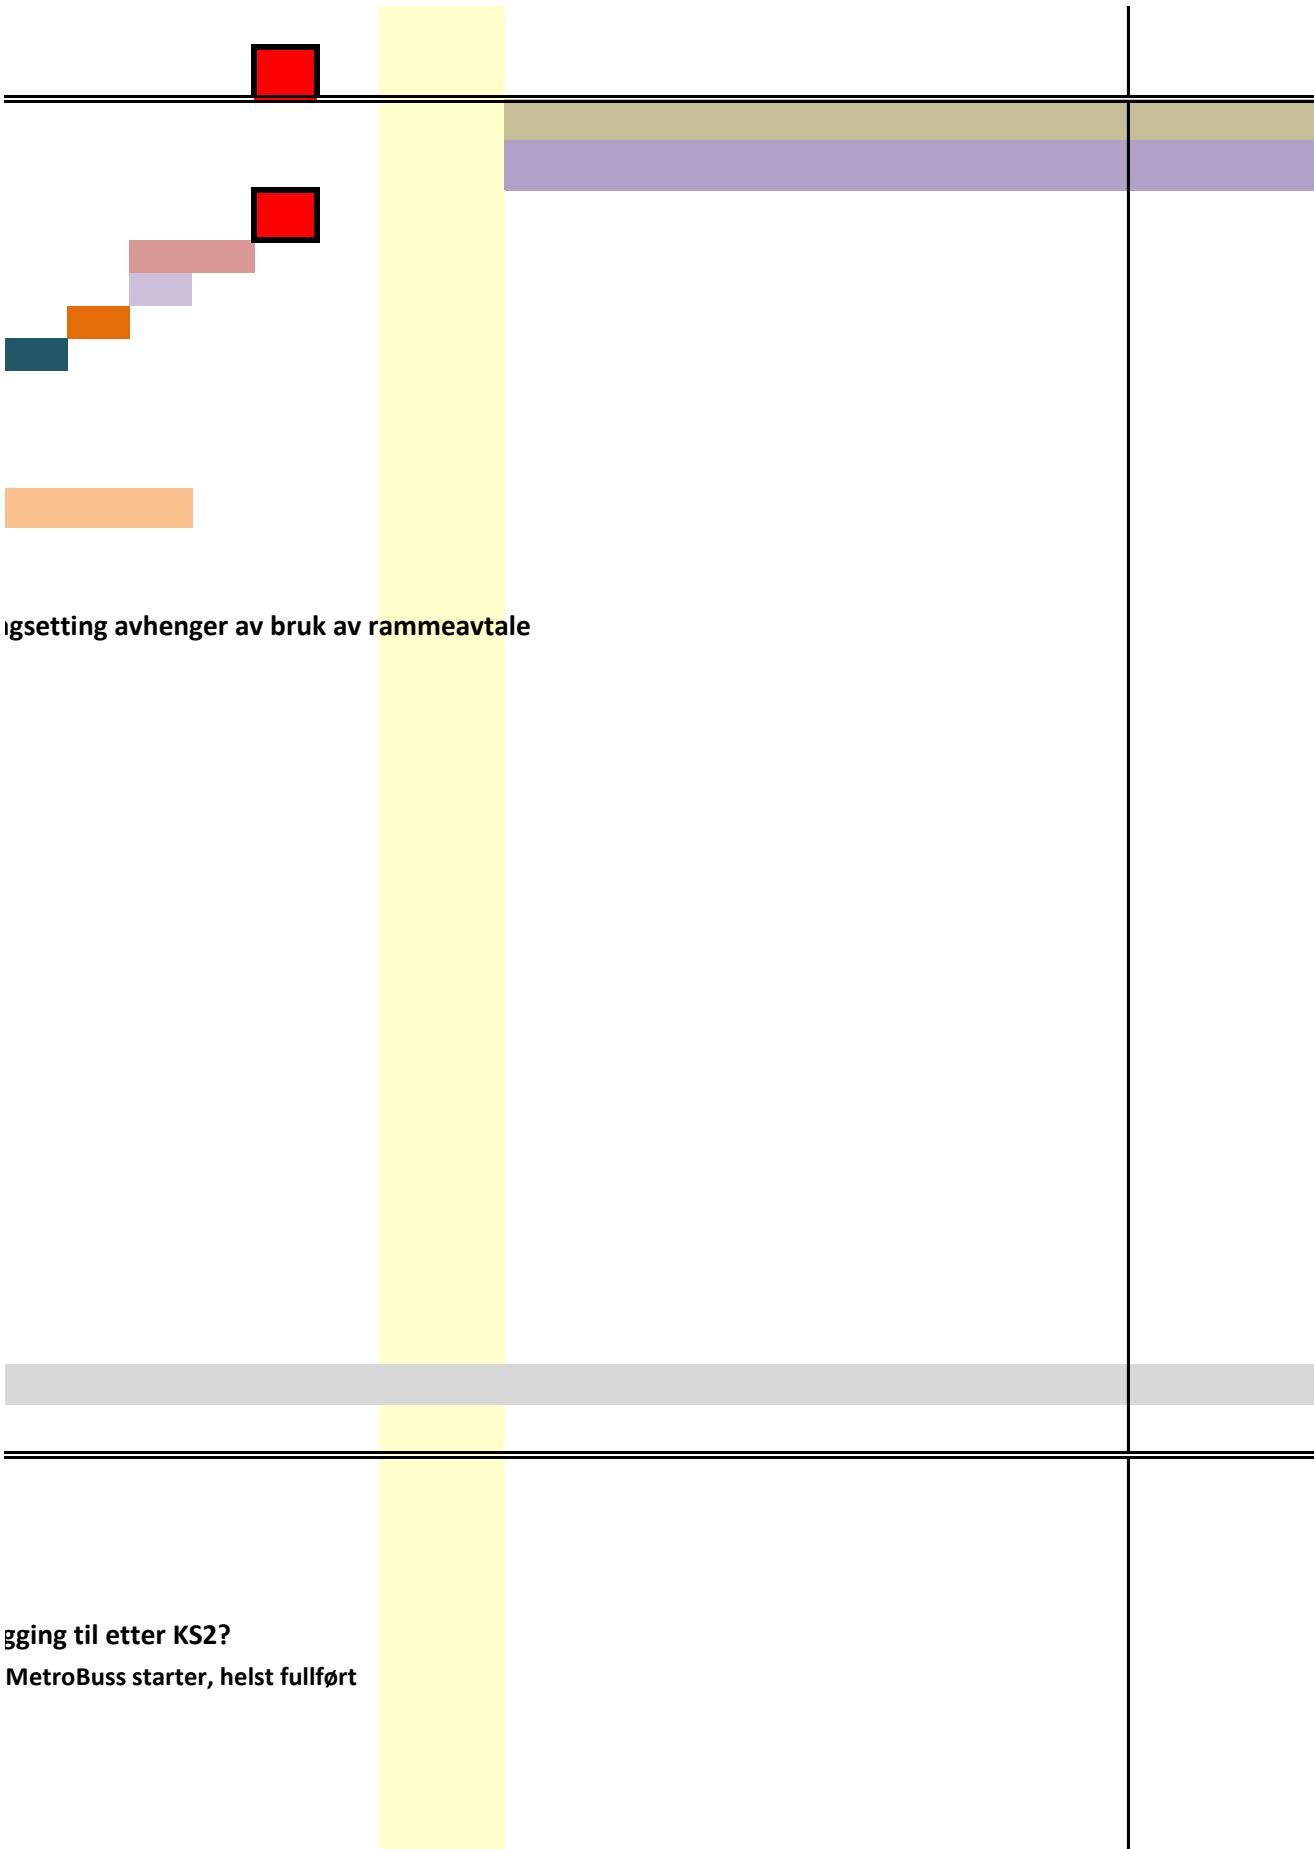 gsetting avhenger av bruk av rammeavtale
gging til etter KS2?
MetroBuss starter, helst fullført